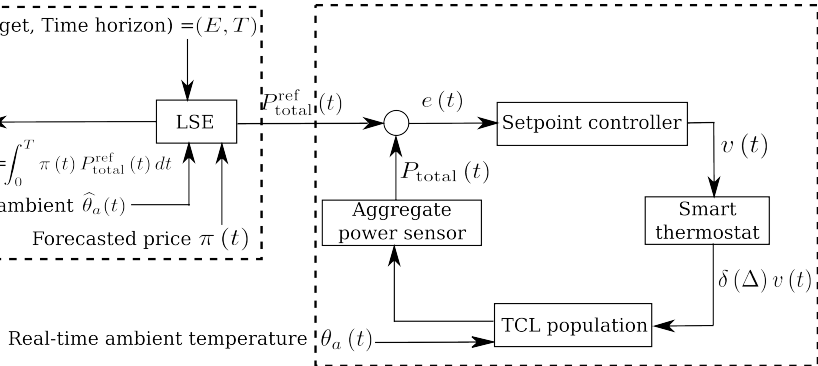 get, Time horizon) =(E, T)
P_total^ref (t)
e (t)
LSE
Setpoint controller
v (t)
=∫_0^T π (t) P_total^ref (t) dt
P_total (t)
ambient θ̂_a(t)
Aggregate
power sensor
Smart
thermostat
Forecasted price π (t)
δ (Δ) v (t)
TCL population
Real-time ambient temperature θ_a (t)